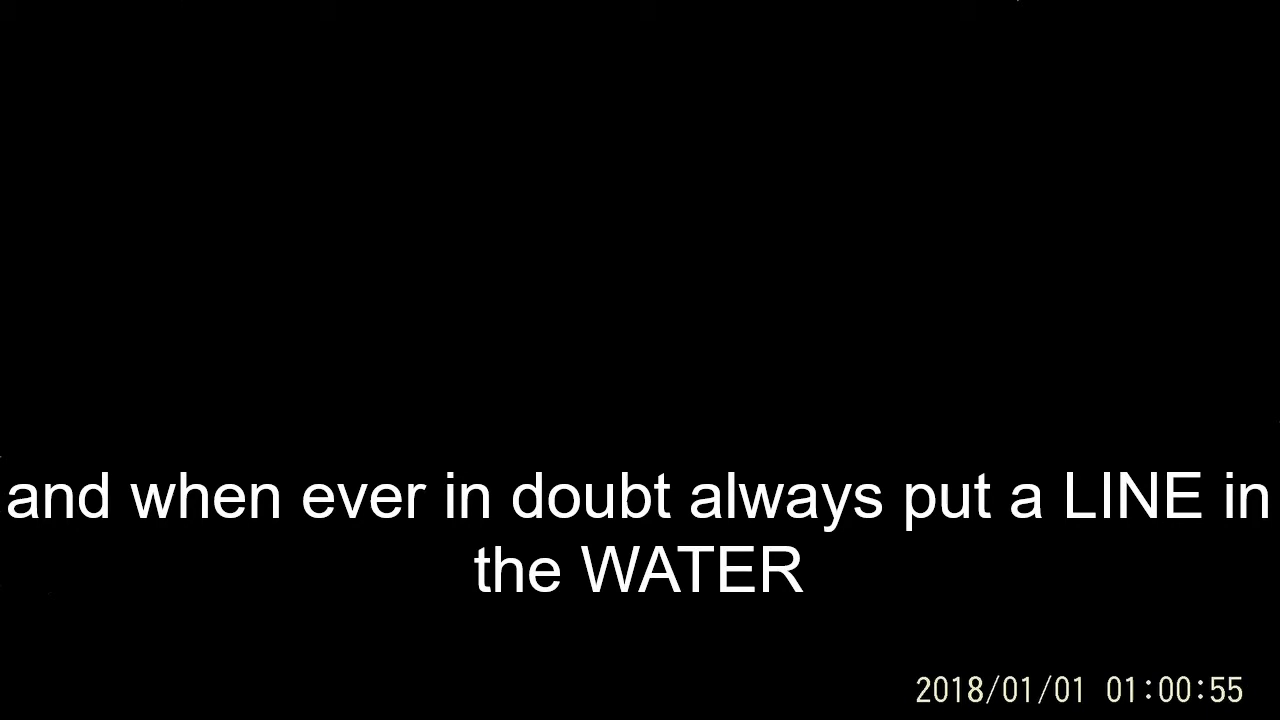 and when ever in doubt always put a LINE in
the WATER
2018/01/01 01:00:55